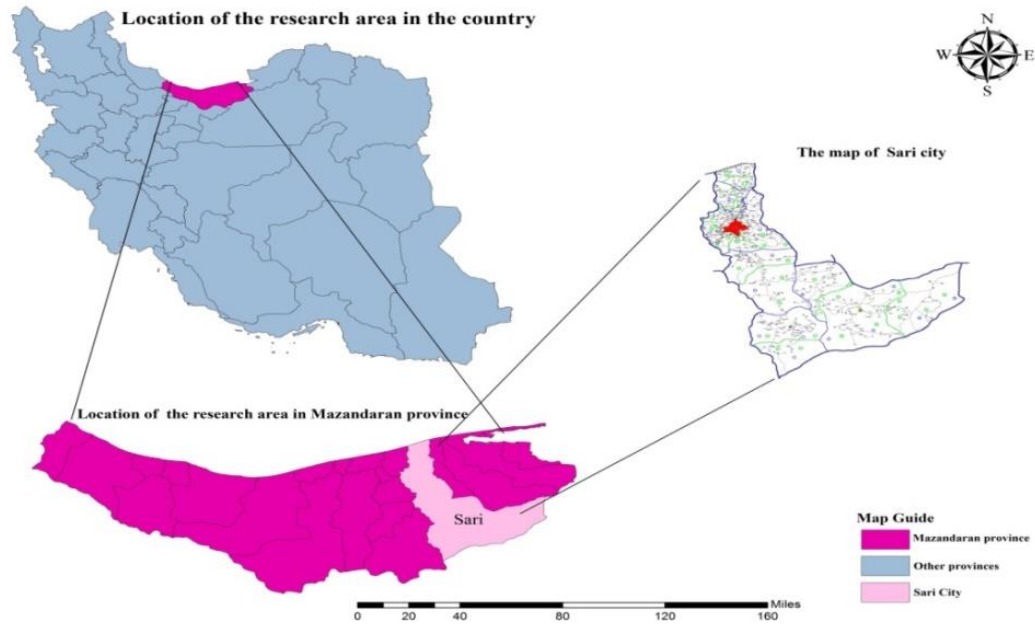 Location of the research area in the country
N
W E
S
The map of Sari city
Location of the research area in Mazandaran province
Sari
Map Guide
Mazandaran province
Other provinces
Sari City
Miles
0 20 40 80 120 160